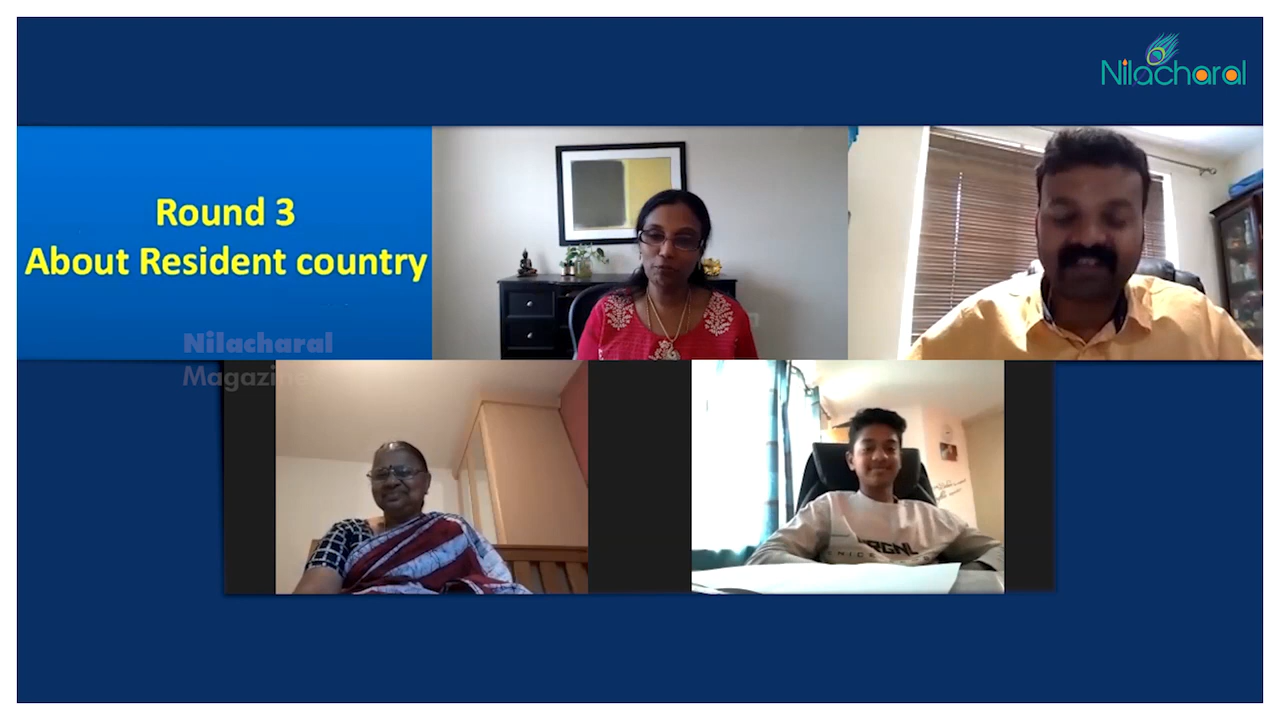 Nilacharal
Round 3
About Resident country
Nilacharal
Magazine
RGNL